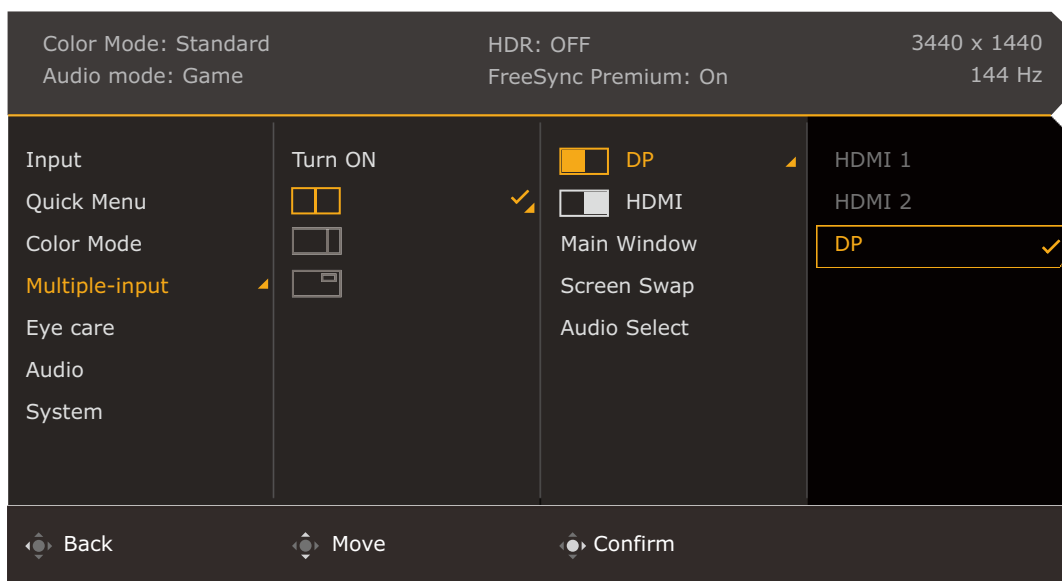 Color Mode: Standard
HDR: OFF
3440 x 1440
Audio mode: Game
FreeSync Premium: On
144 Hz
Input
Turn ON
DP
HDMI 1
Quick Menu
HDMI
HDMI 2
Color Mode
Main Window
DP
Multiple-input
Screen Swap
Eye care
Audio Select
Audio
System
Back
Move
Confirm